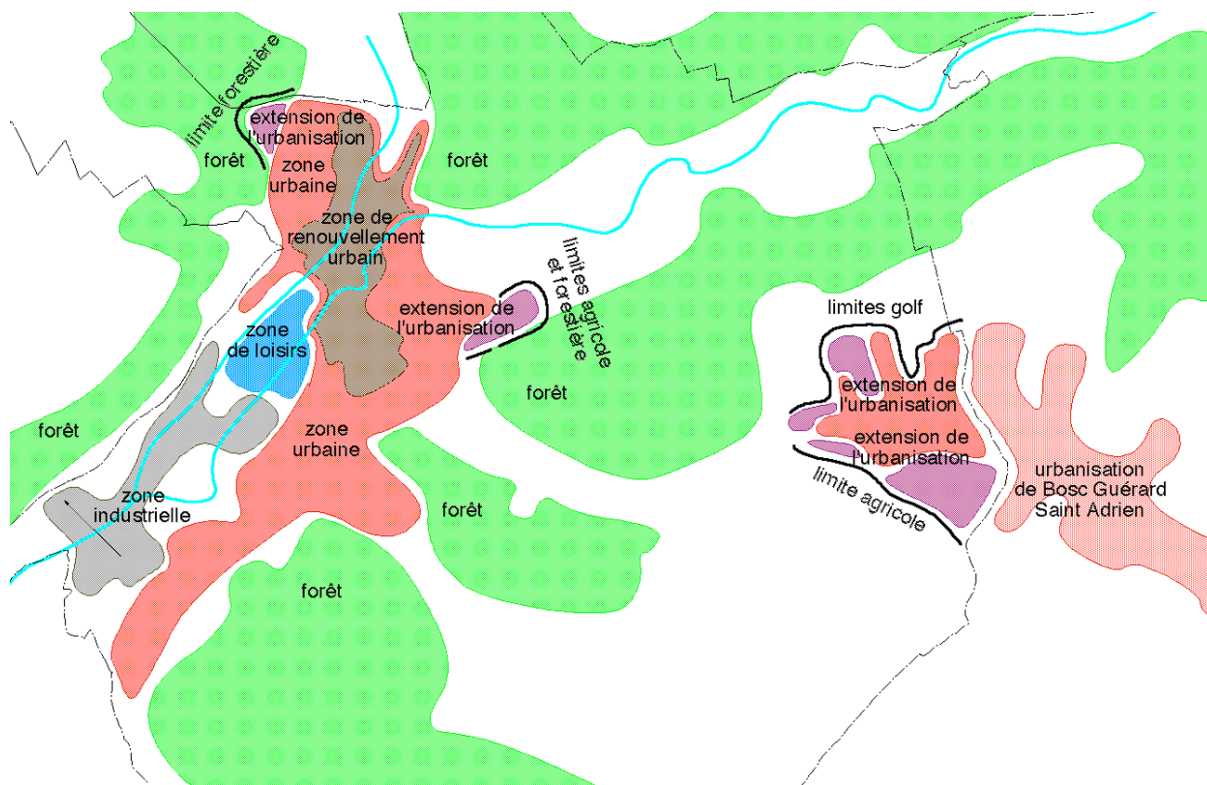 limite forestière
extension de
l'urbanisation
forêt
zone
urbaine
forêt
zone de
renouvellement
urbain
limites agricole
et forestière
extension de
l'urbanisation
zone
de loisirs
limites golf
extension de
l'urbanisation
forêt
forêt
zone
urbaine
extension de
l'urbanisation
urbanisation
de Bosc Guérard
Saint Adrien
limite agricole
zone
industrielle
forêt
forêt